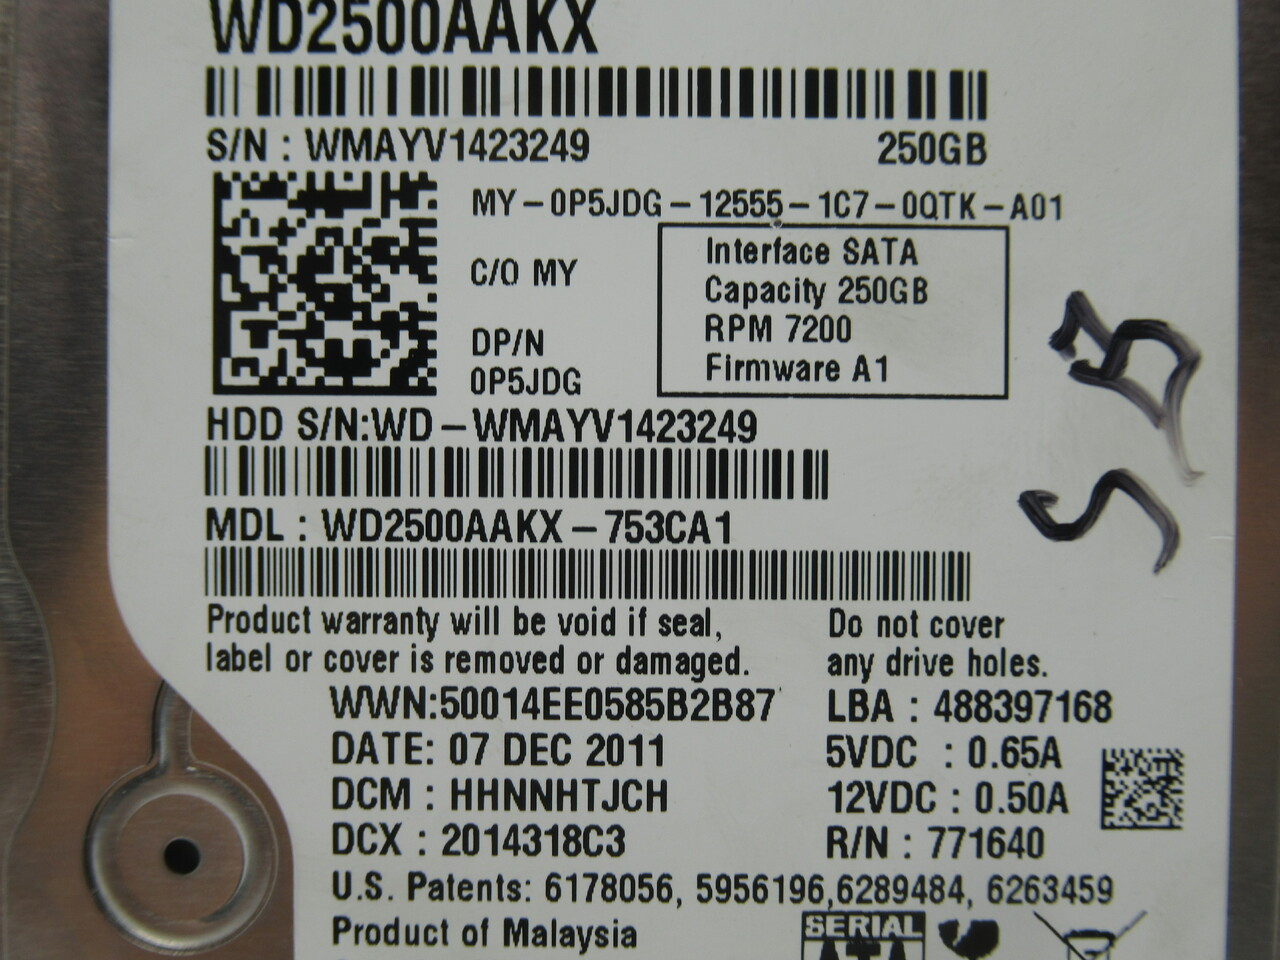 WD2500AAKX
S/N : WMAYV1423249 250GB
MY-0P5JDG-12555-1C7-0QTK-A01
C/O MY
DP/N
0P5JDG
Interface SATA
Capacity 250GB
RPM 7200
Firmware A1
HDD S/N:WD-WMAYV1423249
MDL : WD2500AAKX-753CA1
Product warranty will be void if seal,
label or cover is removed or damaged.
Do not cover
any drive holes.
WWN:50014EE0585B2B87
DATE: 07 DEC 2011
DCM : HHNNHTJCH
DCX : 2014318C3
LBA : 488397168
5VDC : 0.65A
12VDC : 0.50A
R/N : 771640
U.S. Patents: 6178056, 5956196,6289484, 6263459
Product of Malaysia
SERIAL
ATA